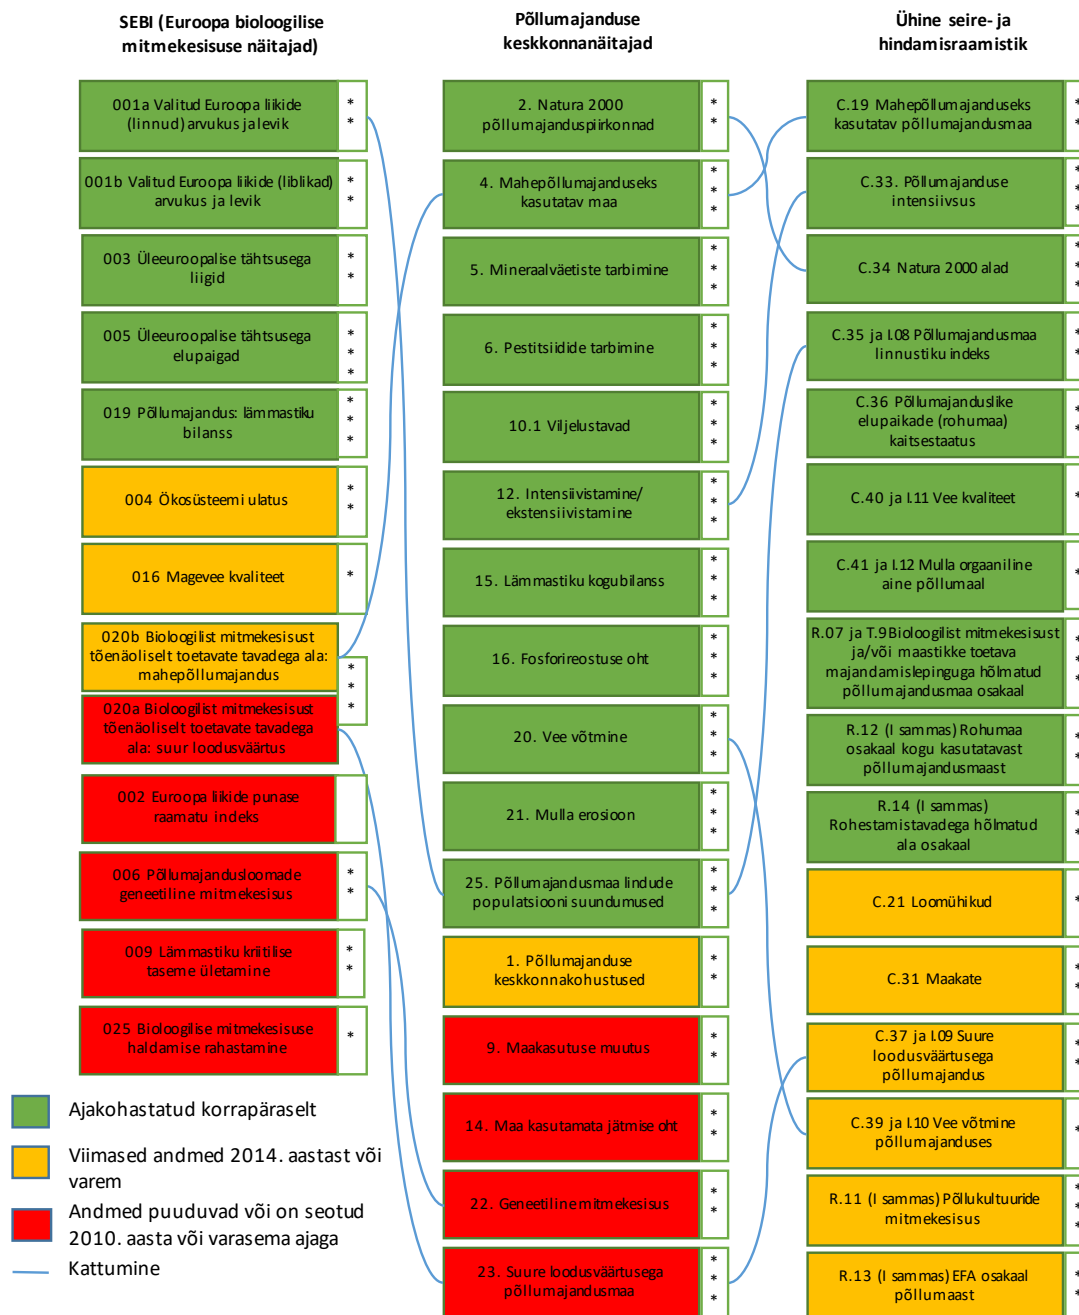 SEBI (Euroopa bioloogilise
mitmekesisuse näitajad)
001a Valitud Euroopa liikide
(linnud) arvukus ja levik
*
*
001b Valitud Euroopa liikide (liblikad)
arvukus ja levik
*
*
003 Üleeuroopalise tähtsusega
liigid
*
*
005 Üleeuroopalise tähtsusega
elupaigad
*
*
*
019 Põllumajandus: lämmastiku
bilanss
*
*
*
*
004 Ökosüsteemi ulatus
*
*
016 Magevee kvaliteet
*
020b Bioloogilist mitmekesisust
tõenäoliselt toetavate tavadega ala:
mahepõllumajandus
*
*
*
020a Bioloogilist mitmekesisust
tõenäoliselt toetavate tavadega
ala: suur loodusväärtus
002 Euroopa liikide punase
raamatu indeks
006 Põllumajandusloomade
geneetiline mitmekesisus
*
*
009 Lämmastiku kriitilise
taseme ületamine
*
*
025 Bioloogilise mitmekesisuse
haldamise rahastamine
*
Ajakohastatud korrapäraselt
Viimased andmed 2014. aastast või
varem
Andmed puuduvad või on seotud
2010. aasta või varasema ajaga
Kattumine
Põllumajanduse
keskkonnanäitajad
2. Natura 2000
põllumajanduspiirkonnad
*
*
4. Mahepõllumajanduseks
kasutatav maa
*
*
*
5. Mineraalväetiste tarbimine
*
*
*
6. Pestitsiidide tarbimine
*
*
*
10.1 Viljelustavad
*
*
*
12. Intensiivistamine/
ekstensiivistamine
*
*
*
15. Lämmastiku kogubilanss
*
*
*
16. Fosforireostuse oht
*
*
*
20. Vee võtmine
*
*
*
21. Mulla erosioon
*
*
*
25. Põllumajandusmaa lindude
populatsiooni suundumused
*
*
*
1. Põllumajanduse
keskkonnakohustused
*
*
9. Maakasutuse muutus
*
*
14. Maa kasutamata jätmise oht
*
*
22. Geneetiline mitmekesisus
*
*
23. Suure loodusväärtusega
põllumajandusmaa
*
*
*
Ühine seire- ja
hindamisraamistik
C.19 Mahepõllumajanduseks
kasutatav põllumajandusmaa
*
*
C.33. Põllumajanduse
intensiivsus
*
*
*
C.34 Natura 2000 alad
*
*
*
C.35 ja I.08 Põllumajandusmaa
linnustiku indeks
*
*
C.36 Põllumajanduslike
elupaikade (rohumaa)
kaitsestaatus
*
*
C.40 ja I.11 Vee kvaliteet
*
C.41 ja I.12 Mulla orgaaniline
aine põllumaal
*
R.07 ja T.9 Bioloogilist mitmekesisust
ja/või maastikke toetava
majandamislepinguga hõlmatud
põllumajandusmaa osakaal
*
*
*
R.12 (I sammas) Rohumaa
osakaal kogu kasutatavast
põllumajandusmaast
*
*
R.14 (I sammas)
Rohestamistavadega hõlmatud
ala osakaal
*
*
C.21 Loomühikud
*
C.31 Maakate
*
*
C.37 ja I.09 Suure
loodusväärtusega
põllumajandus
*
*
C.39 ja I.10 Vee võtmine
põllumajanduses
*
R.11 (I sammas) Põllukultuuride
mitmekesisus
*
*
*
R.13 (I sammas) EFA osakaal
põllumaast
*
*